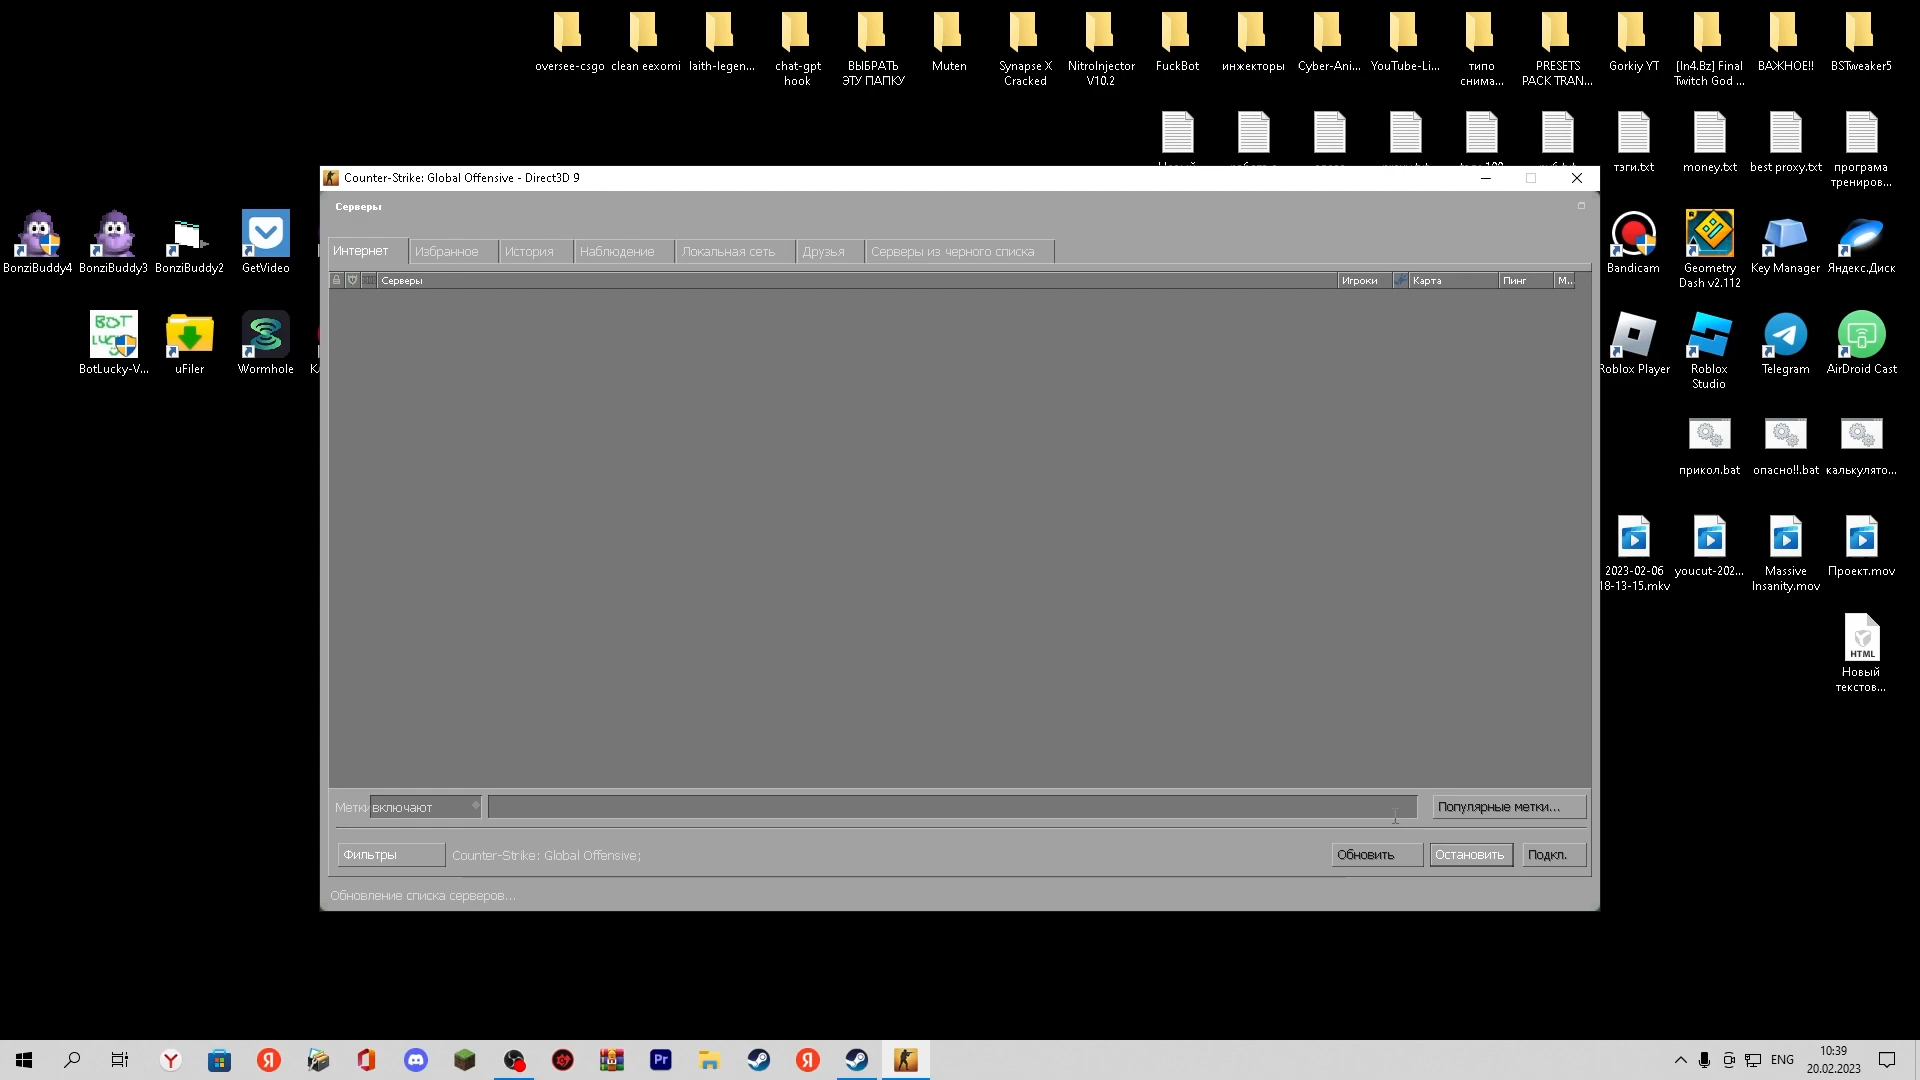 oversee-csgo
clean eexomi
laith-legen...
chat-gpt
hook
ВЫБРАТЬ
ЭТУ ПАПКУ
Muten
Synapse X
Cracked
NitroInjector
V10.2
FuckBot
инжекторы
Cyber-Ani...
YouTube-Li...
типо
снима...
PRESETS
PACK TRAN...
Gorkiy YT
[In4.Bz] Final
Twitch God ...
ВАЖНОЕ!!
BSTweaker5
тэги.txt
money.txt
best proxy.txt
програма
трениров...
Counter-Strike: Global Offensive - Direct3D 9
Серверы
Интернет
Избранное
История
Наблюдение
Локальная сеть
Друзья
Серверы из черного списка
Серверы
Игроки
Карта
Пинг
М...
BonziBuddy4
BonziBuddy3
BonziBuddy2
GetVideo
Bandicam
Geometry
Dash v2.112
Key Manager
Яндекс.Диск
BOT
BotLucky-V...
uFiler
Wormhole
Roblox Player
Roblox
Studio
Telegram
AirDroid Cast
прикол.bat
опасно!!.bat
калькулято...
2023-02-06
18-13-15.mkv
youcut-202...
Massive
Insanity.mov
Проект.mov
HTML
Новый
текстов...
Метки
включают
Популярные метки...
Фильтры
Counter-Strike: Global Offensive;
Обновить
Остановить
Подкл.
Обновление списка серверов...
ENG
10:39
20.02.2023